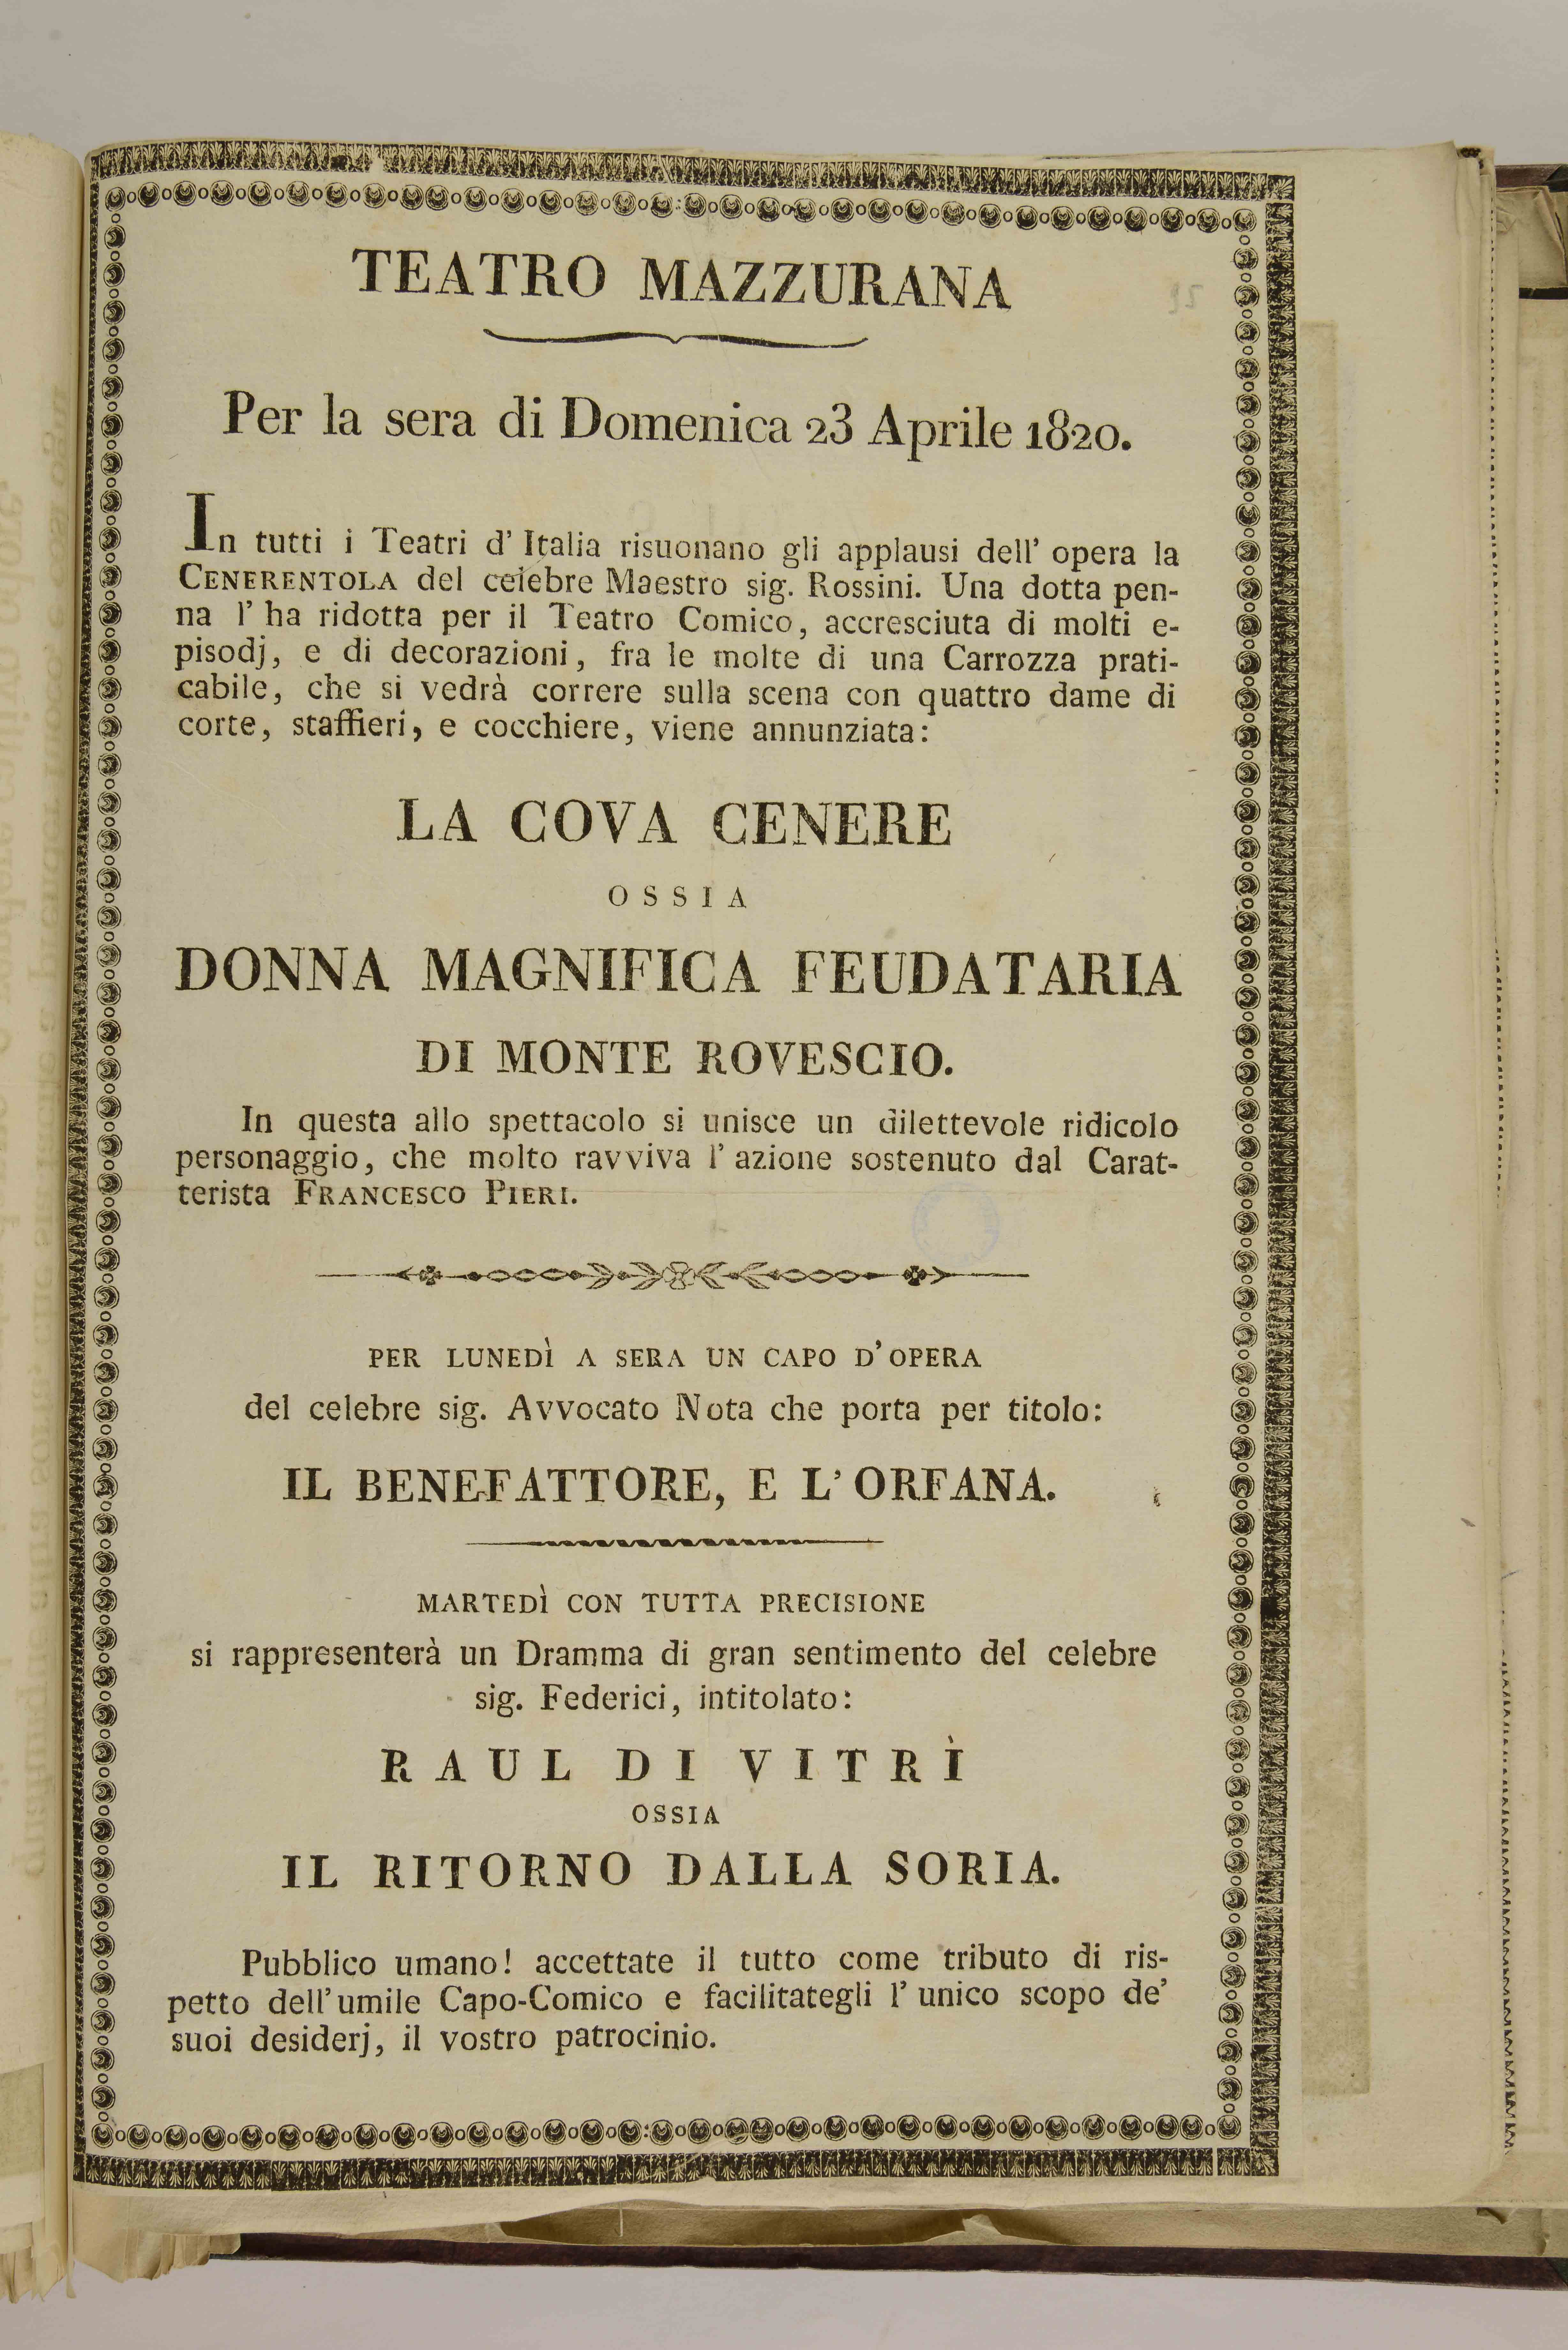 TEATRO MAZZURANA
Per la sera di Domenica 23 Aprile 1820.
In tutti i Teatri d' Italia risuonano gli applausi dell' opera la
CENERENTOLA del celebre Maestro sig. Rossini. Una dotta pen-
na l' ha ridotta per il Teatro Comico, accresciuta di molti e-
pisodj, e di decorazioni, fra le molte di una Carrozza prati-
cabile, che si vedrà correre sulla scena con quattro dame di
corte, staffieri, e cocchiere, viene annunziata:
LA COVA CENERE
OSSIA
DONNA MAGNIFICA FEUDATARIA
DI MONTE ROVESCIO.
In questa allo spettacolo si unisce un dilettevole ridicolo
personaggio, che molto ravviva l' azione sostenuto dal Carat-
terista FRANCESCO PIERI.
PER LUNEDÌ A SERA UN CAPO D'OPERA
del celebre sig. Avvocato Nota che porta per titolo:
IL BENEFATTORE, E L'ORFANA.
MARTEDÌ CON TUTTA PRECISIONE
si rappresenterà un Dramma di gran sentimento del celebre
sig. Federici, intitolato:
RAUL DI VITRÌ
OSSIA
IL RITORNO DALLA SORIA.
Pubblico umano! accettate il tutto come tributo di ris-
petto dell'umile Capo-Comico e facilitategli l' unico scopo de'
suoi desiderj, il vostro patrocinio.